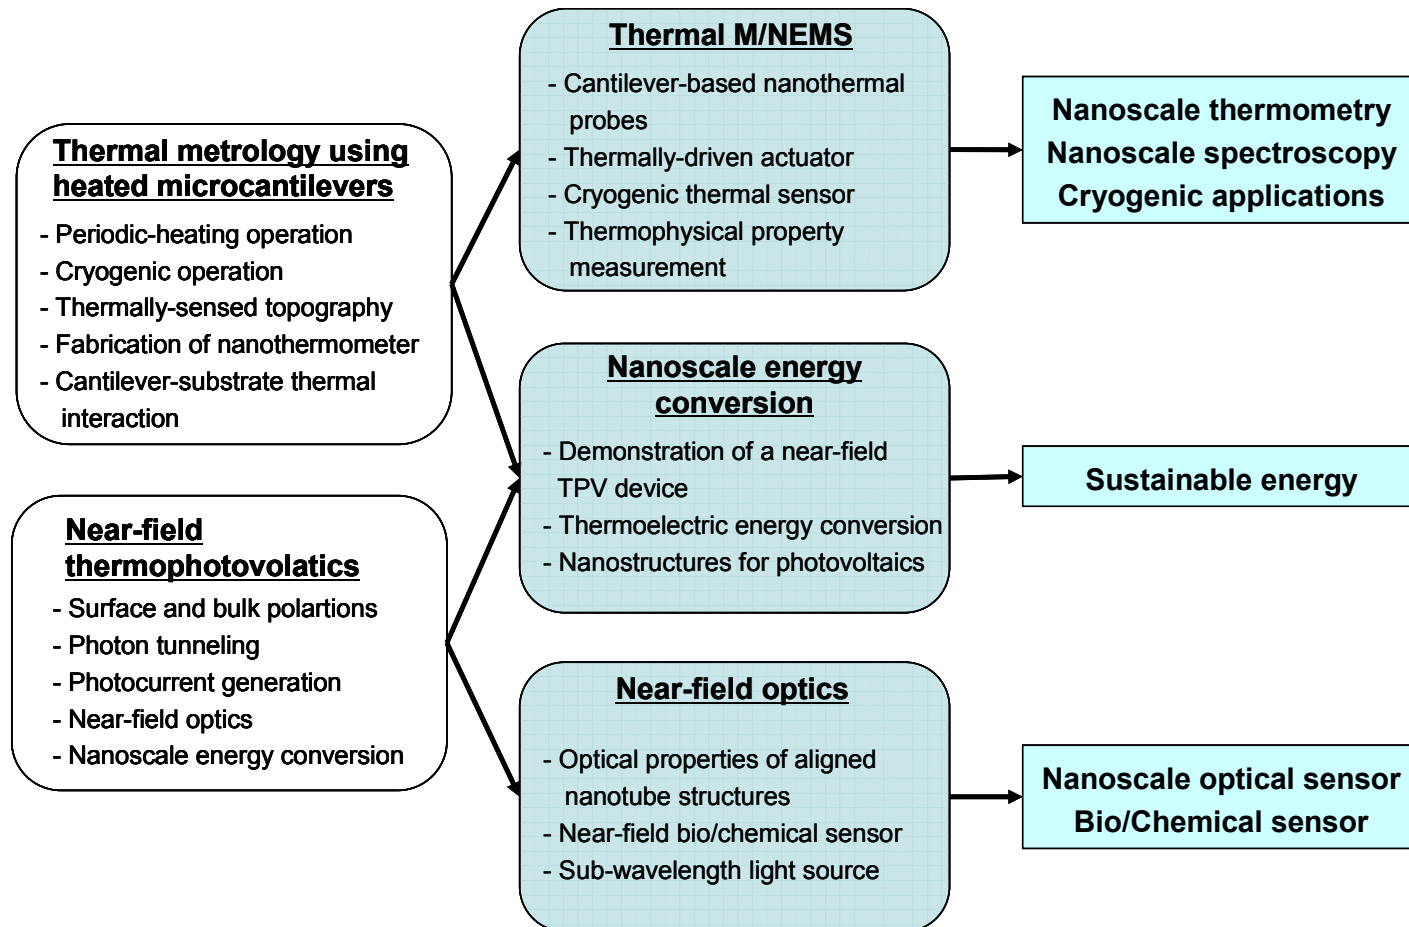 Thermal metrology using
heated microcantilevers
- Periodic-heating operation
- Cryogenic operation
- Thermally-sensed topography
- Fabrication of nanothermometer
- Cantilever-substrate thermal
interaction
Near-field
thermophotovolatics
- Surface and bulk polartions
- Photon tunneling
- Photocurrent generation
- Near-field optics
- Nanoscale energy conversion
Thermal M/NEMS
- Cantilever-based nanothermal
probes
- Thermally-driven actuator
- Cryogenic thermal sensor
- Thermophysical property
measurement
Nanoscale energy
conversion
- Demonstration of a near-field
TPV device
- Thermoelectric energy conversion
- Nanostructures for photovoltaics
Near-field optics
- Optical properties of aligned
nanotube structures
- Near-field bio/chemical sensor
- Sub-wavelength light source
Nanoscale thermometry
Nanoscale spectroscopy
Cryogenic applications
Sustainable energy
Nanoscale optical sensor
Bio/Chemical sensor